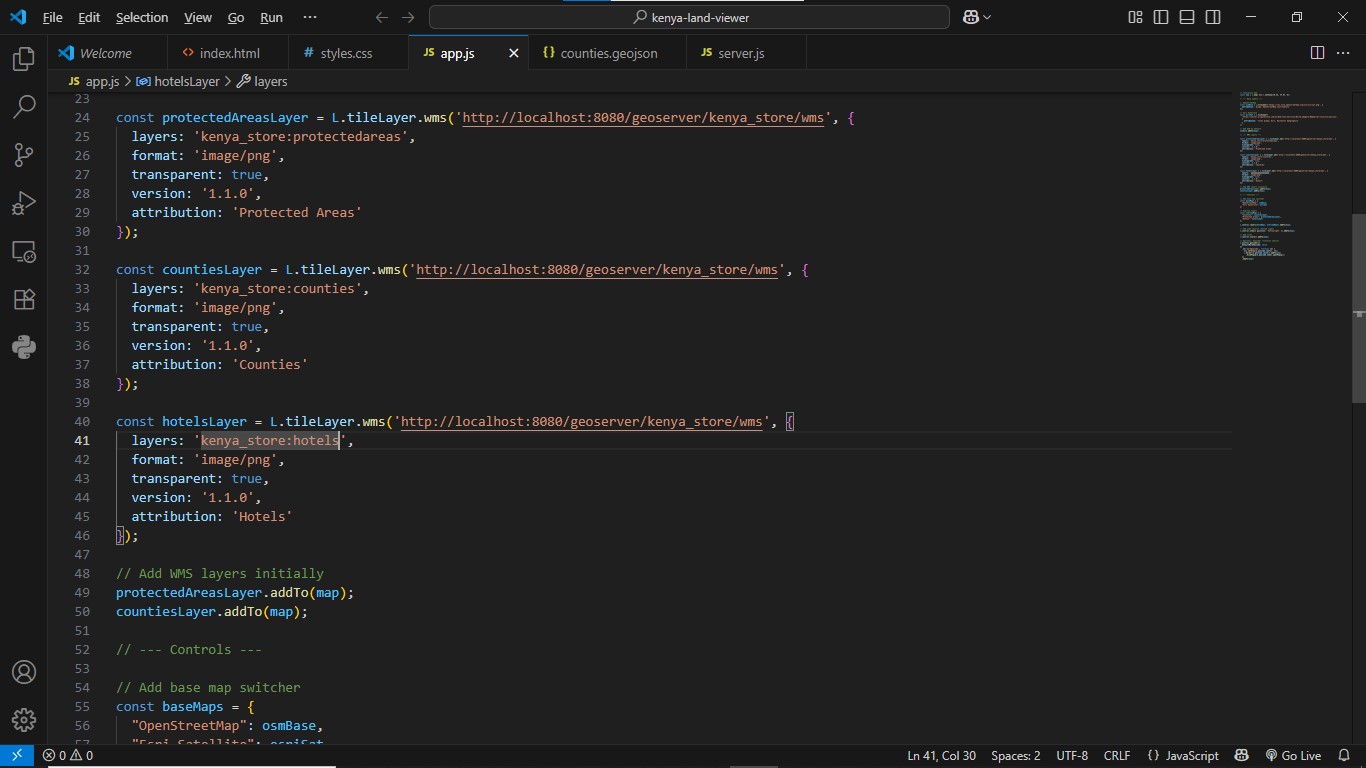 File Edit Selection View Go Run ··· kenya-land-viewer
Welcome index.html styles.css app.js counties.geojson server.js
app.js > hotelsLayer > layers
23
24 const protectedAreasLayer = L.tileLayer.wms('http://localhost:8080/geoserver/kenya_store/wms', {
25 layers: 'kenya_store:protectedareas',
26 format: 'image/png',
27 transparent: true,
28 version: '1.1.0',
29 attribution: 'Protected Areas'
30 });
31
32 const countiesLayer = L.tileLayer.wms('http://localhost:8080/geoserver/kenya_store/wms', {
33 layers: 'kenya_store:counties',
34 format: 'image/png',
35 transparent: true,
36 version: '1.1.0',
37 attribution: 'Counties'
38 });
39
40 const hotelsLayer = L.tileLayer.wms('http://localhost:8080/geoserver/kenya_store/wms', {
41 layers: 'kenya_store:hotels',
42 format: 'image/png',
43 transparent: true,
44 version: '1.1.0',
45 attribution: 'Hotels'
46 });
47
48 // Add WMS layers initially
49 protectedAreasLayer.addTo(map);
50 countiesLayer.addTo(map);
51
52 // --- Controls ---
53
54 // Add base map switcher
55 const baseMaps = {
56 "OpenStreetMap": osmBase,
57 "Esri Satellite": esriSat
0 0 Ln 41, Col 30 Spaces: 2 UTF-8 CRLF {} JavaScript Go Live